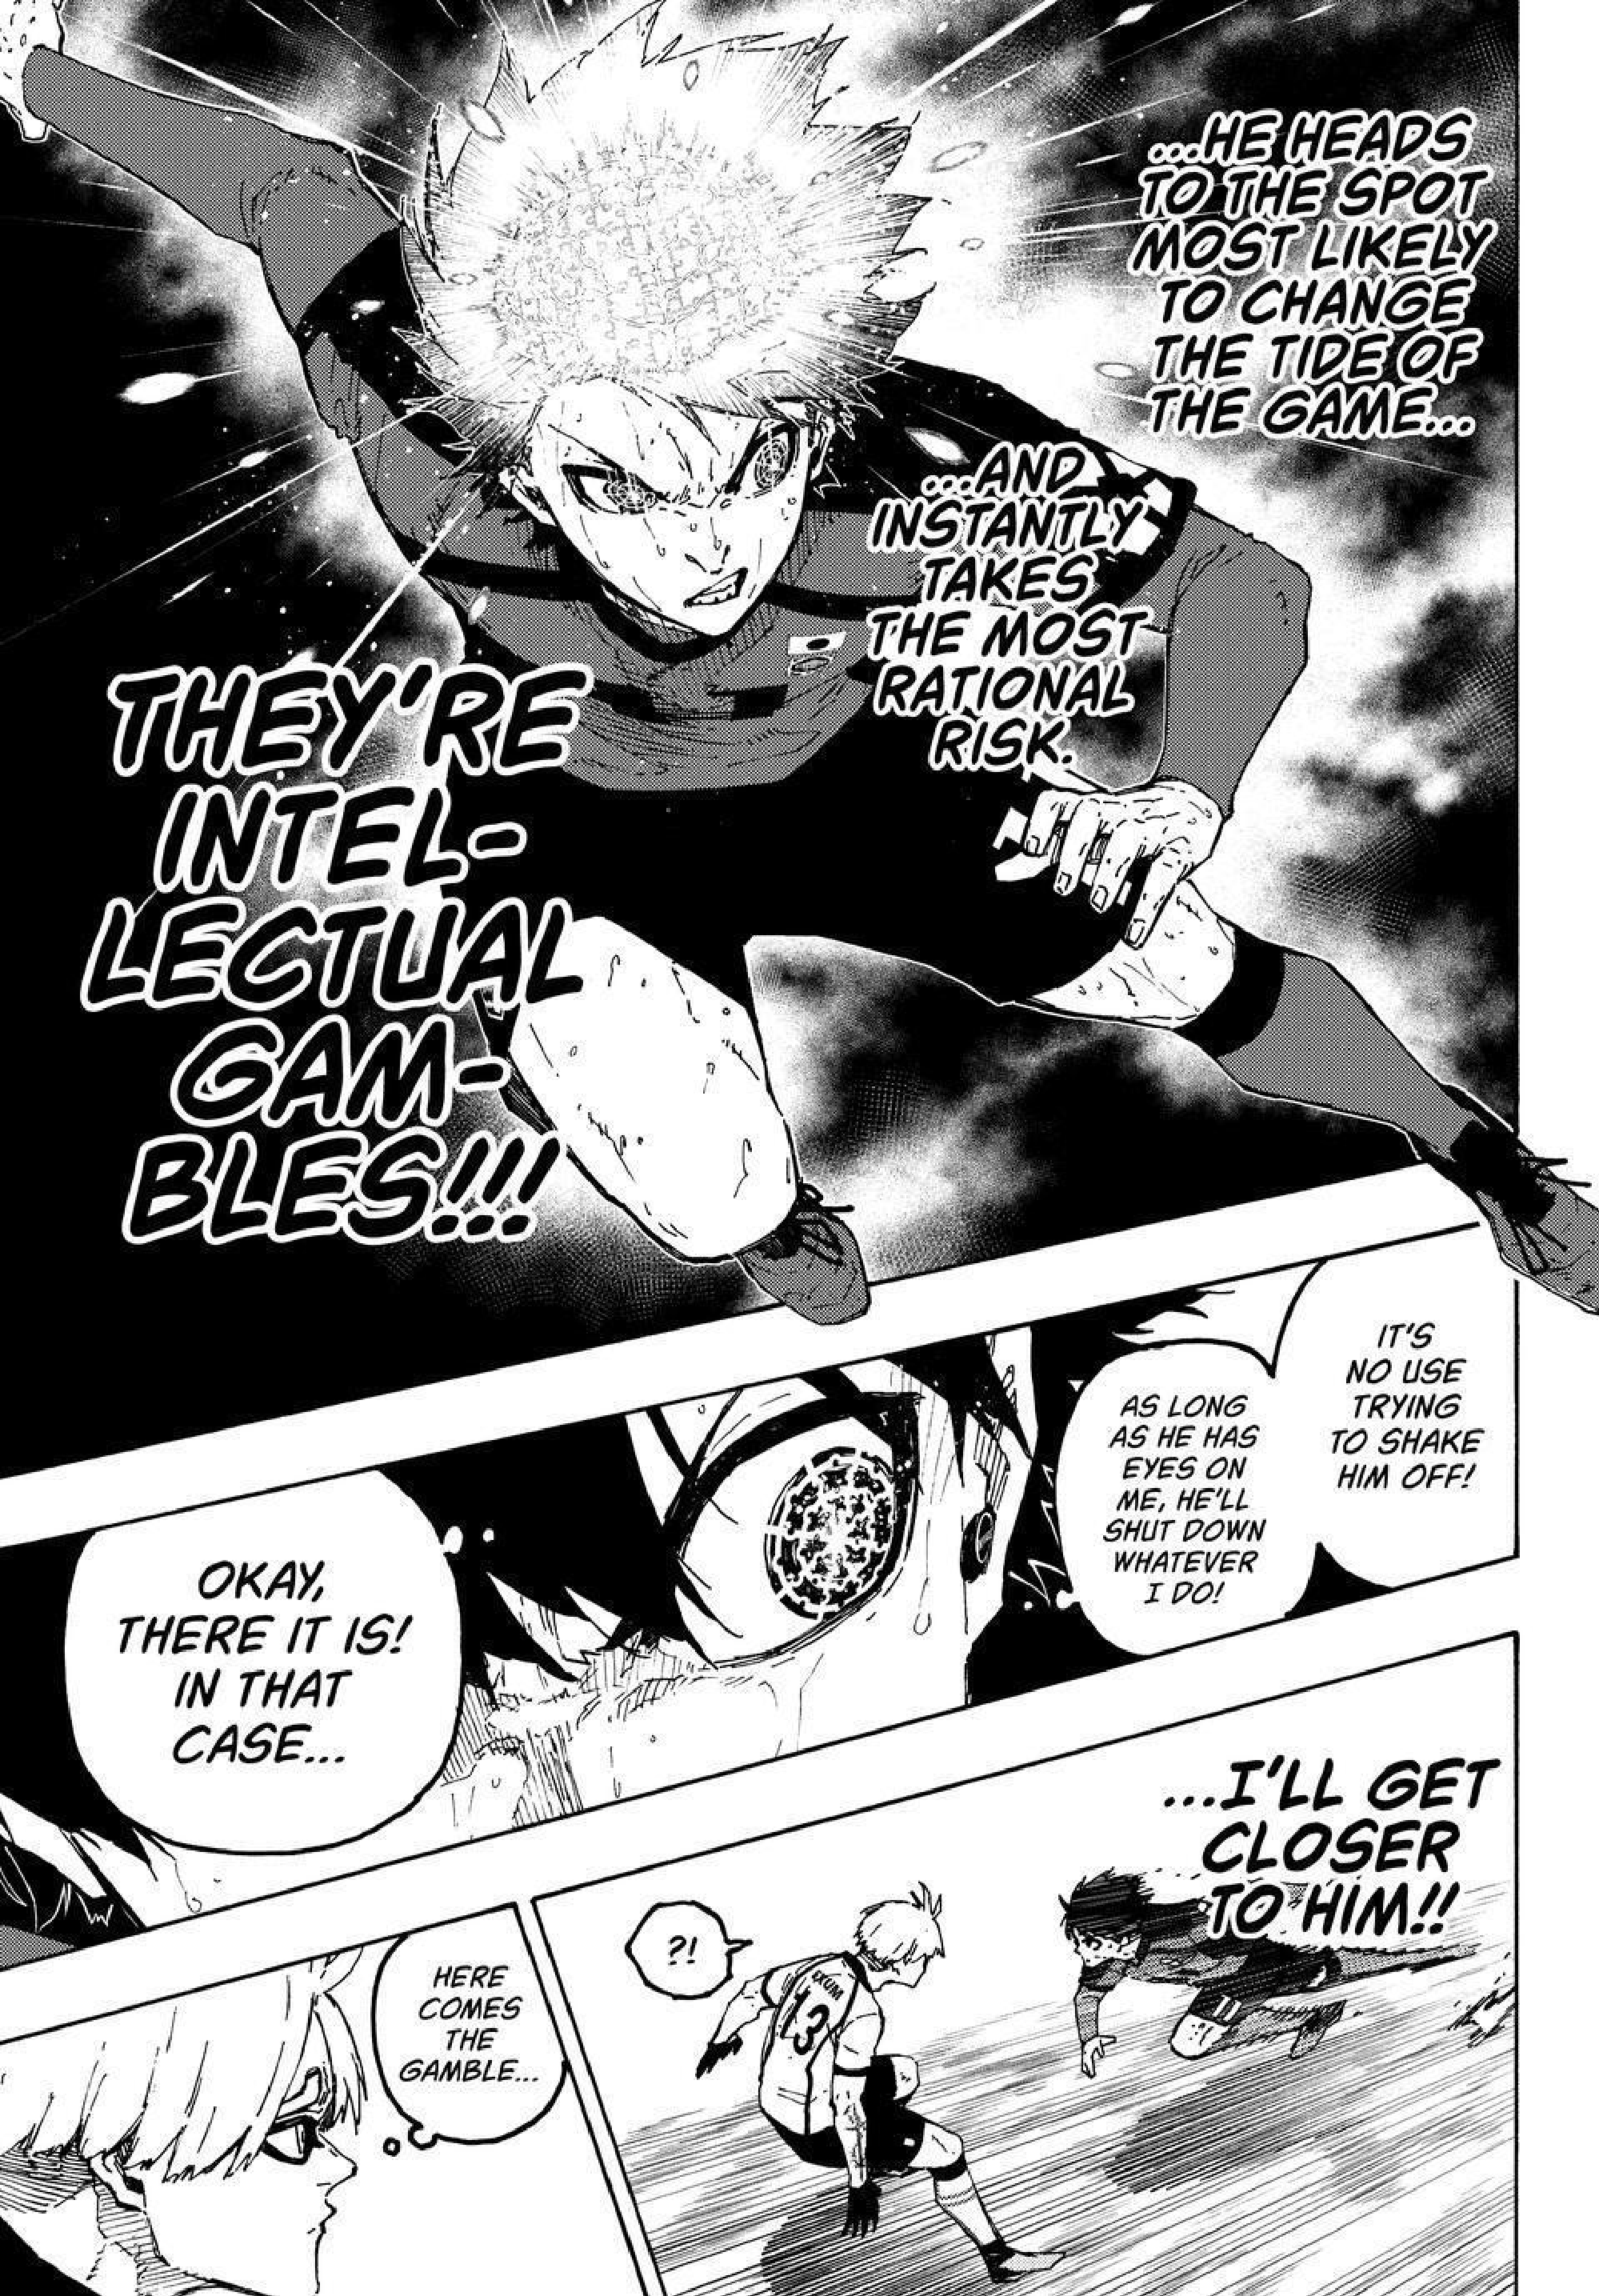 ...HE HEADS
TO THE SPOT
MOST LIKELY
TO CHANGE
THE TIDE OF
THE GAME...
...AND
INSTANTLY
TAKES
THE MOST
RATIONAL
RISK.
THEY'RE
INTEL-
LECTUAL
GAM-
BLES!!!
IT'S
NO USE
TRYING
TO SHAKE
HIM OFF!
AS LONG
AS HE HAS
EYES ON
ME, HE'LL
SHUT DOWN
WHATEVER
I DO!
OKAY,
THERE IT IS!
IN THAT
CASE...
...I'LL GET
CLOSER
TO HIM!!
?!
13
HERE
COMES
THE
GAMBLE...